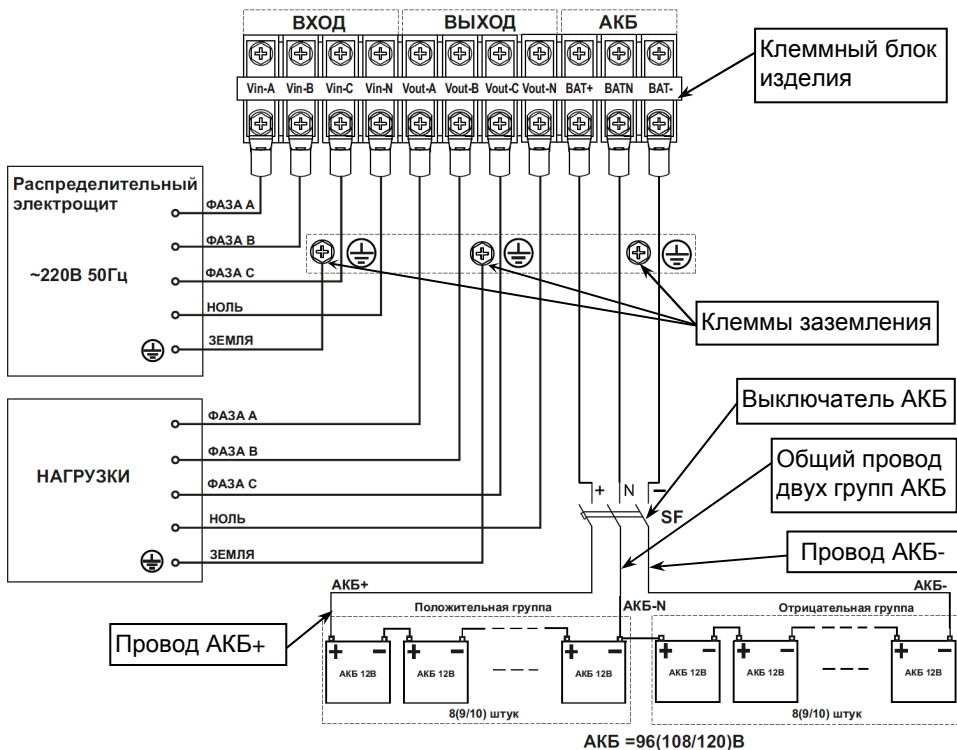 ВХОД ВЫХОД АКБ
Клеммный блок
изделия
Vin-A Vin-B Vin-C Vin-N Vout-A Vout-B Vout-C Vout-N BAT+ BATN BAT-
Распределительный
электрощит
~220В 50Гц
ФАЗА А
ФАЗА В
ФАЗА С
НОЛЬ
ЗЕМЛЯ
Клеммы заземления
НАГРУЗКИ
ФАЗА А
ФАЗА В
ФАЗА С
НОЛЬ
ЗЕМЛЯ
Выключатель АКБ
Общий провод
двух групп АКБ
+ N −
SF
Провод АКБ-
АКБ+
АКБ-N
АКБ-
Положительная группа
Отрицательная группа
Провод АКБ+
+ − + − + − + − + − + −
АКБ 12В АКБ 12В АКБ 12В АКБ 12В АКБ 12В АКБ 12В
8(9/10) штук
8(9/10) штук
АКБ =96(108/120)В